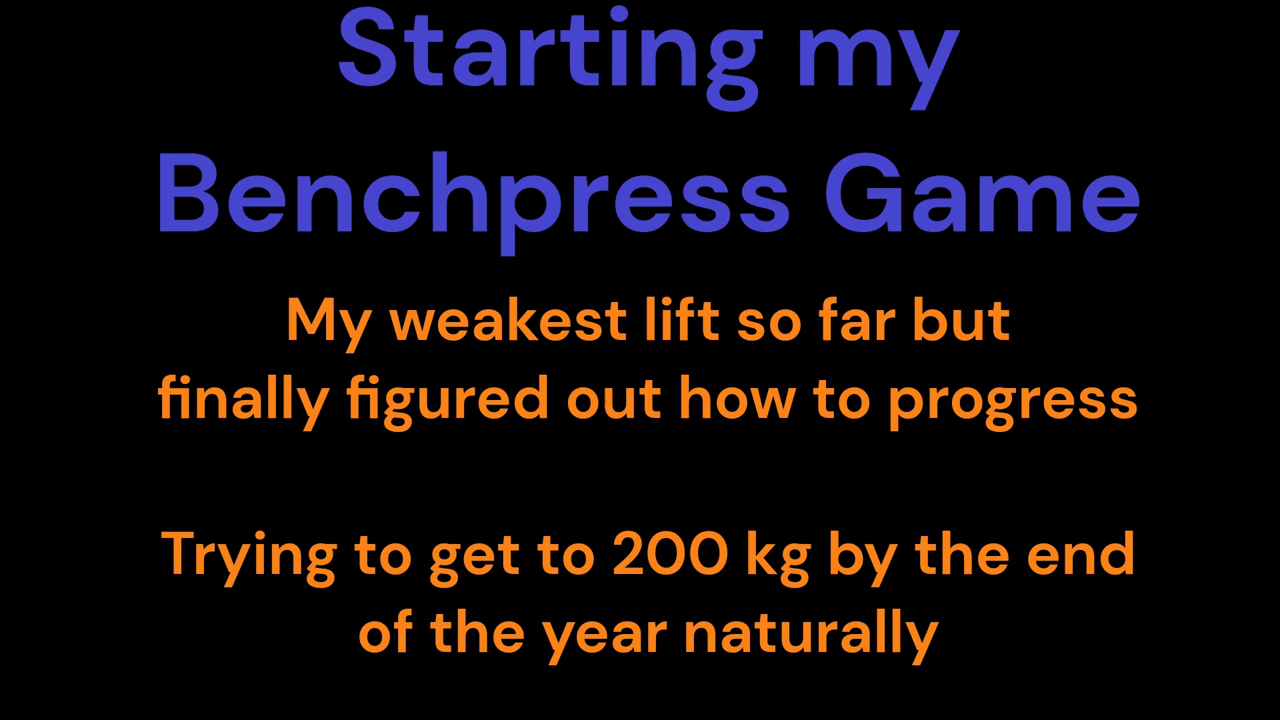 Starting my
Benchpress Game
My weakest lift so far but
finally figured out how to progress
Trying to get to 200 kg by the end
of the year naturally